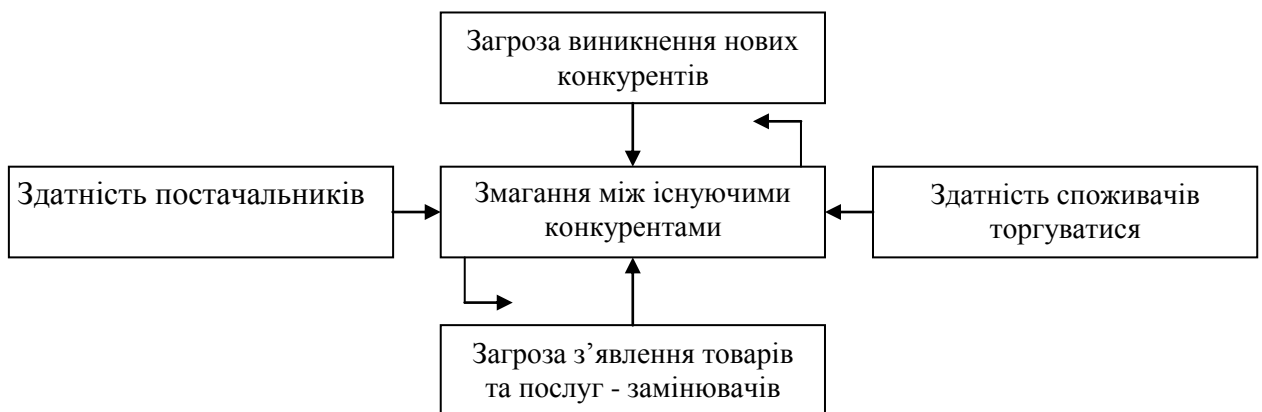 Загроза виникнення нових
конкурентів
Здатність постачальників
Змагання між існуючими
конкурентами
Здатність споживачів
торгуватися
Загроза з’явлення товарів
та послуг - замінювачів